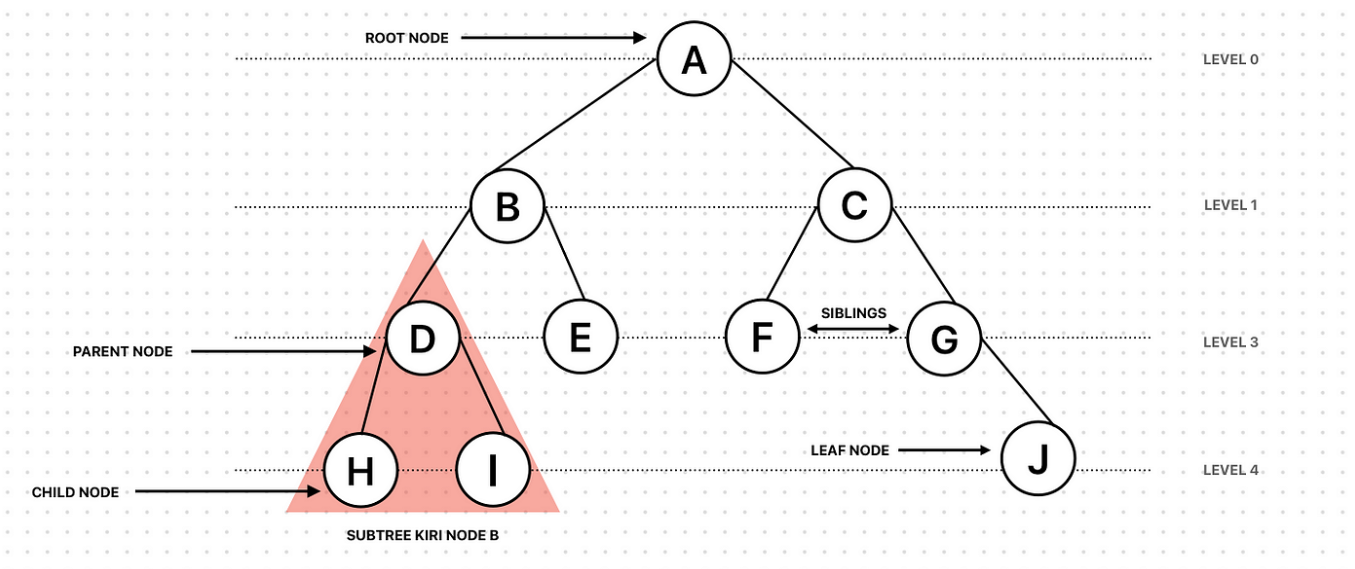 ROOT NODE
A
LEVEL 0
B
C
LEVEL 1
SIBLINGS
D
E
F
G
LEVEL 3
PARENT NODE
LEAF NODE
J
H
I
LEVEL 4
CHILD NODE
SUBTREE KIRI NODE B